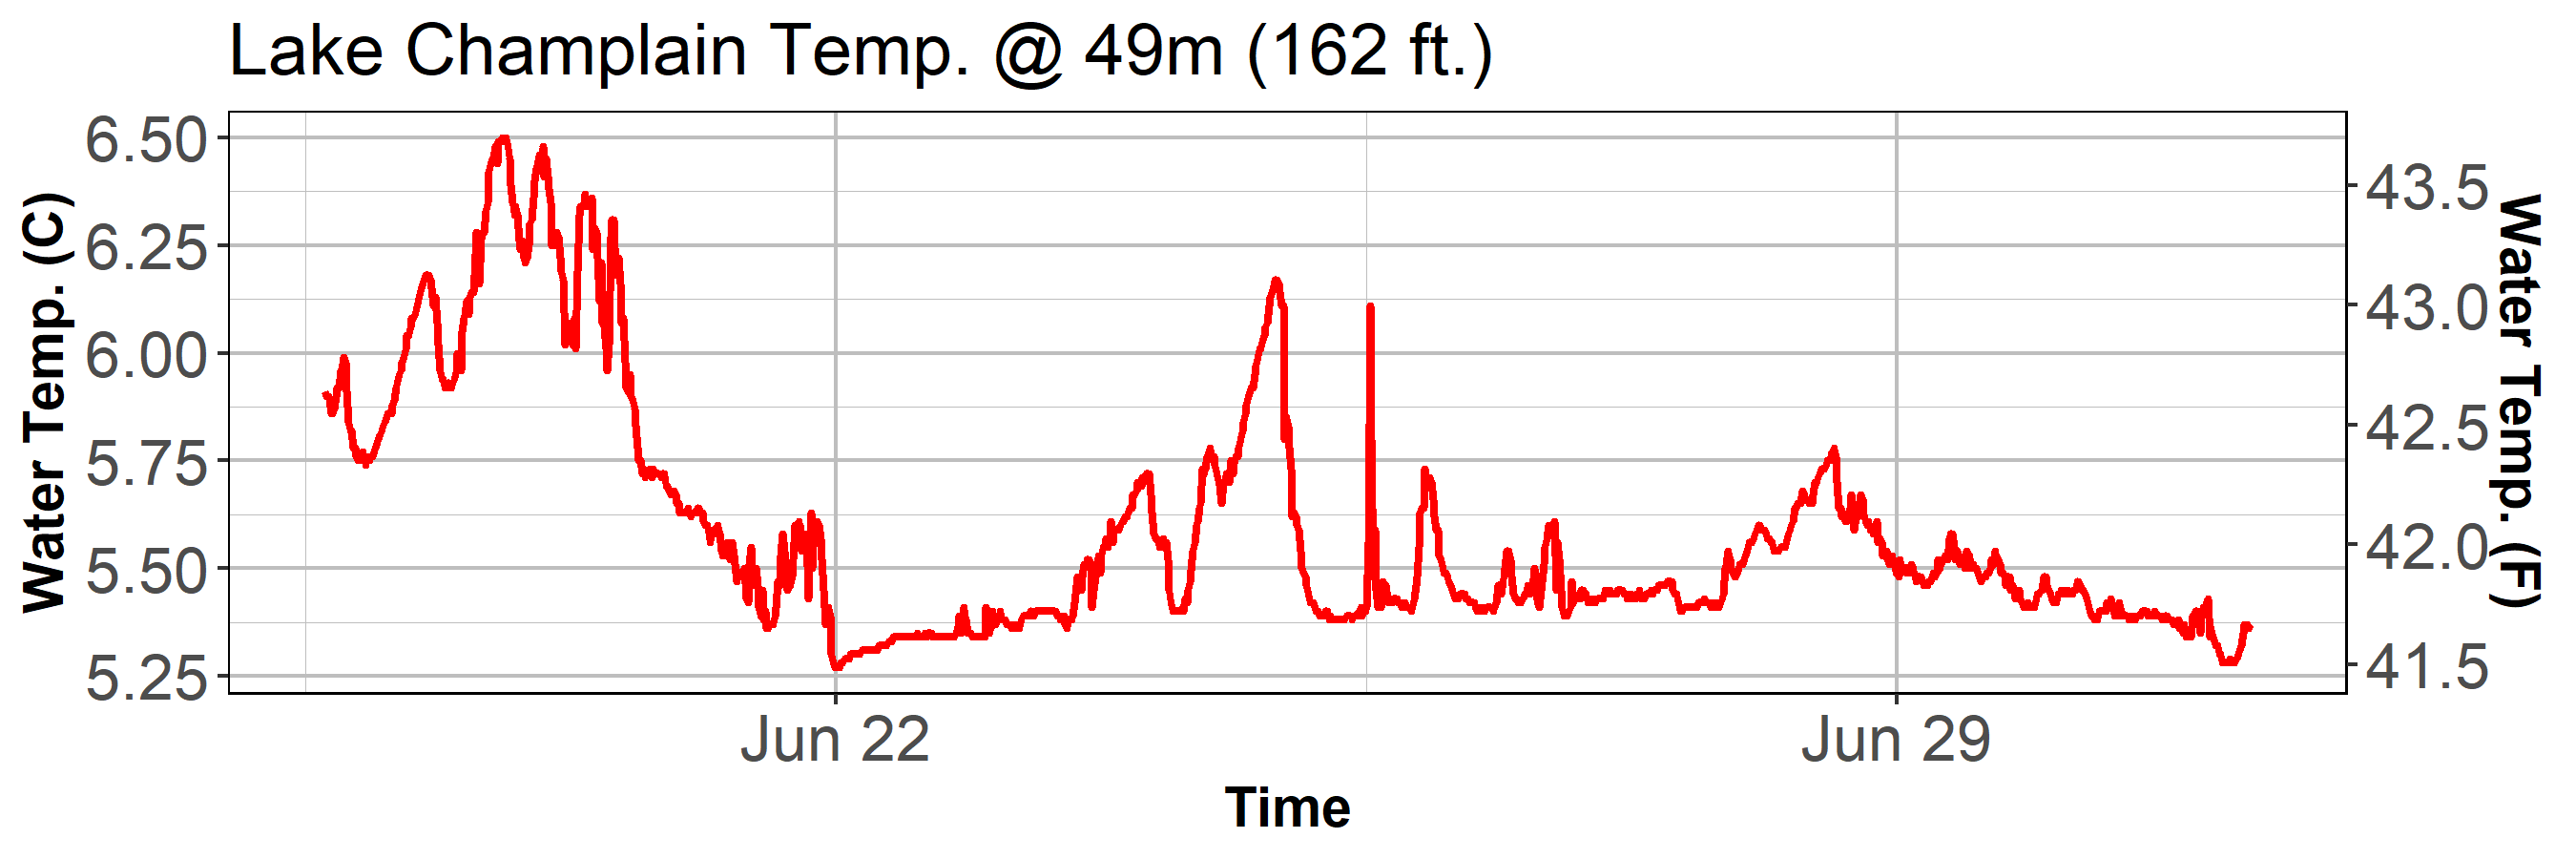 Lake Champlain Temp. @ 49m (162 ft.)
Water Temp. (C)
6.50
6.25
6.00
5.75
5.50
5.25
43.5
43.0
42.5
42.0
41.5
Water Temp. (F)
Jun 22
Jun 29
Time